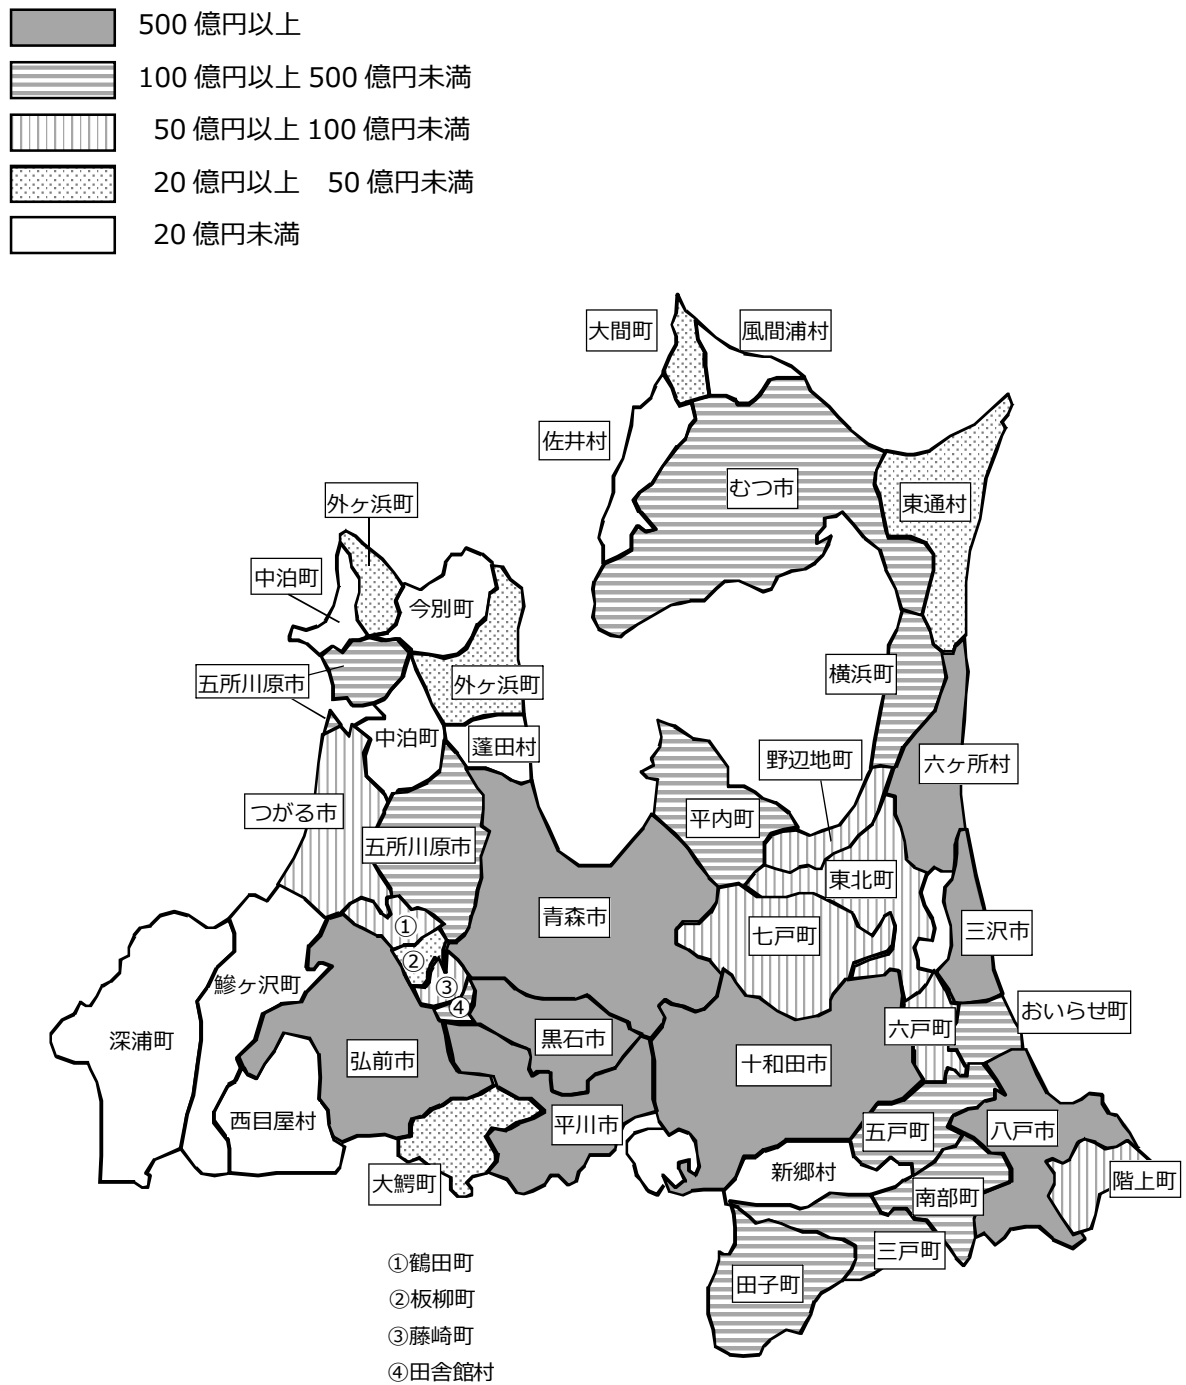 500 億円以上
100 億円以上 500 億円未満
50 億円以上 100 億円未満
20 億円以上 50 億円未満
20 億円未満
大間町
風間浦村
佐井村
むつ市
東通村
外ヶ浜町
中泊町
今別町
五所川原市
外ヶ浜町
横浜町
中泊町
蓬田村
野辺地町
六ヶ所村
つがる市
五所川原市
平内町
東北町
青森市
七戸町
三沢市
①
②
③
④
鰺ヶ沢町
深浦町
弘前市
黒石市
十和田市
六戸町
おいらせ町
西目屋村
平川市
五戸町
八戸市
大鰐町
新郷村
南部町
階上町
三戸町
田子町
①鶴田町
②板柳町
③藤崎町
④田舎館村